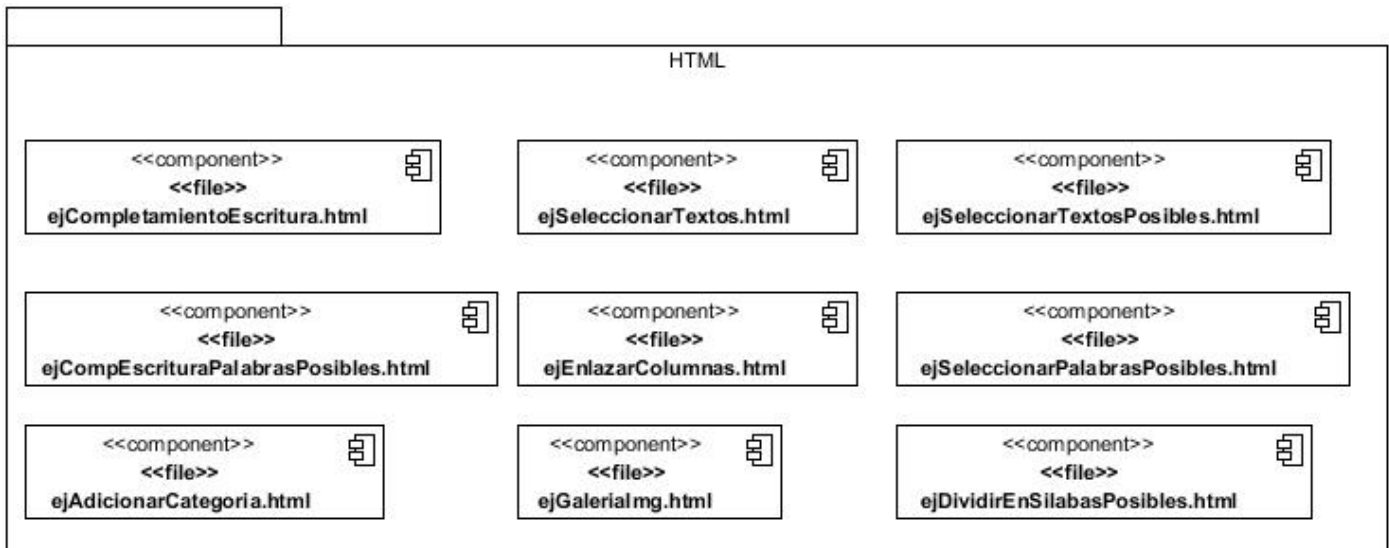 HTML
<<component>>
<<file>>
ejCompletamientoEscritura.html
<<component>>
<<file>>
ejSeleccionarTextos.html
<<component>>
<<file>>
ejSeleccionarTextosPosibles.html
<<component>>
<<file>>
ejCompEscrituraPalabrasPosibles.html
<<component>>
<<file>>
ejEnlazarColumnas.html
<<component>>
<<file>>
ejSeleccionarPalabrasPosibles.html
<<component>>
<<file>>
ejAdicionarCategoria.html
<<component>>
<<file>>
ejGaleriaImg.html
<<component>>
<<file>>
ejDividirEnSilabasPosibles.html